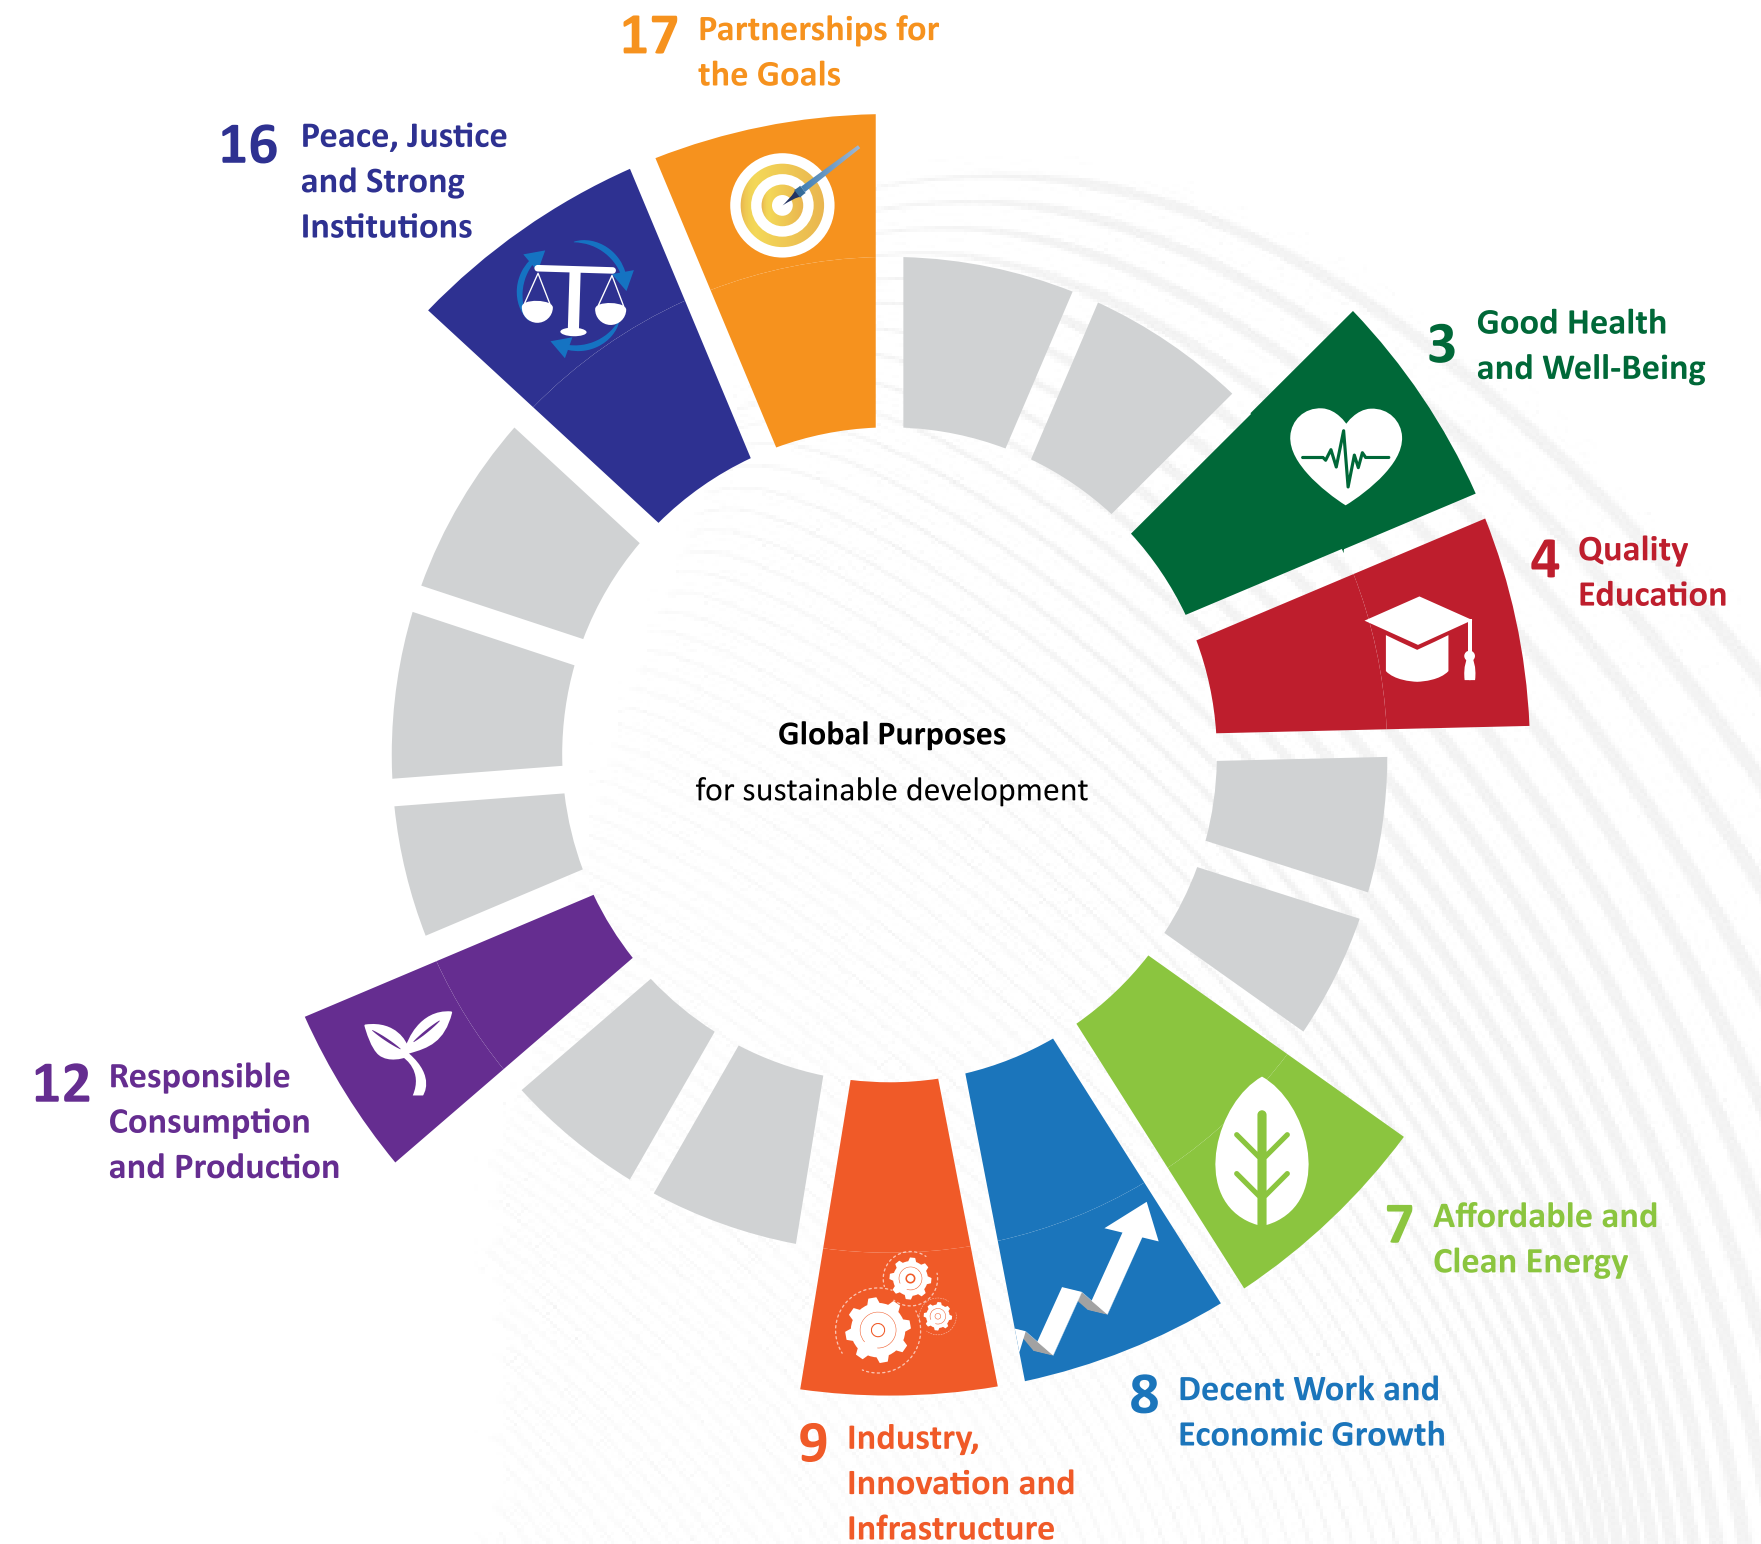 17 Partnerships for
the Goals
16 Peace, Justice
and Strong
Institutions
3 Good Health
and Well-Being
4 Quality
Education
Global Purposes
for sustainable development
12 Responsible
Consumption
and Production
7 Affordable and
Clean Energy
8 Decent Work and
Economic Growth
9 Industry,
Innovation and
Infrastructure